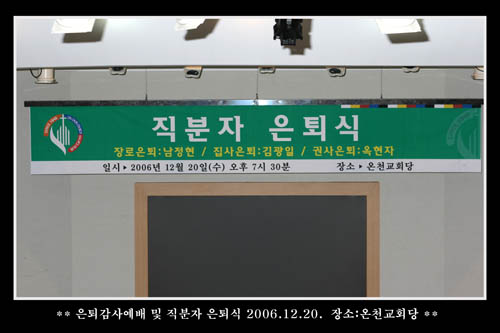 직분자 은퇴식
장로은퇴:남정현 / 집사은퇴:김광일 / 권사은퇴:옥현자
일시 ▶ 2006년 12월 20일(수) 오후 7시 30분 장소 ▶ 온천교회당
** 은퇴감사예배 및 직분자 은퇴식 2006.12.20. 장소:온천교회당 **